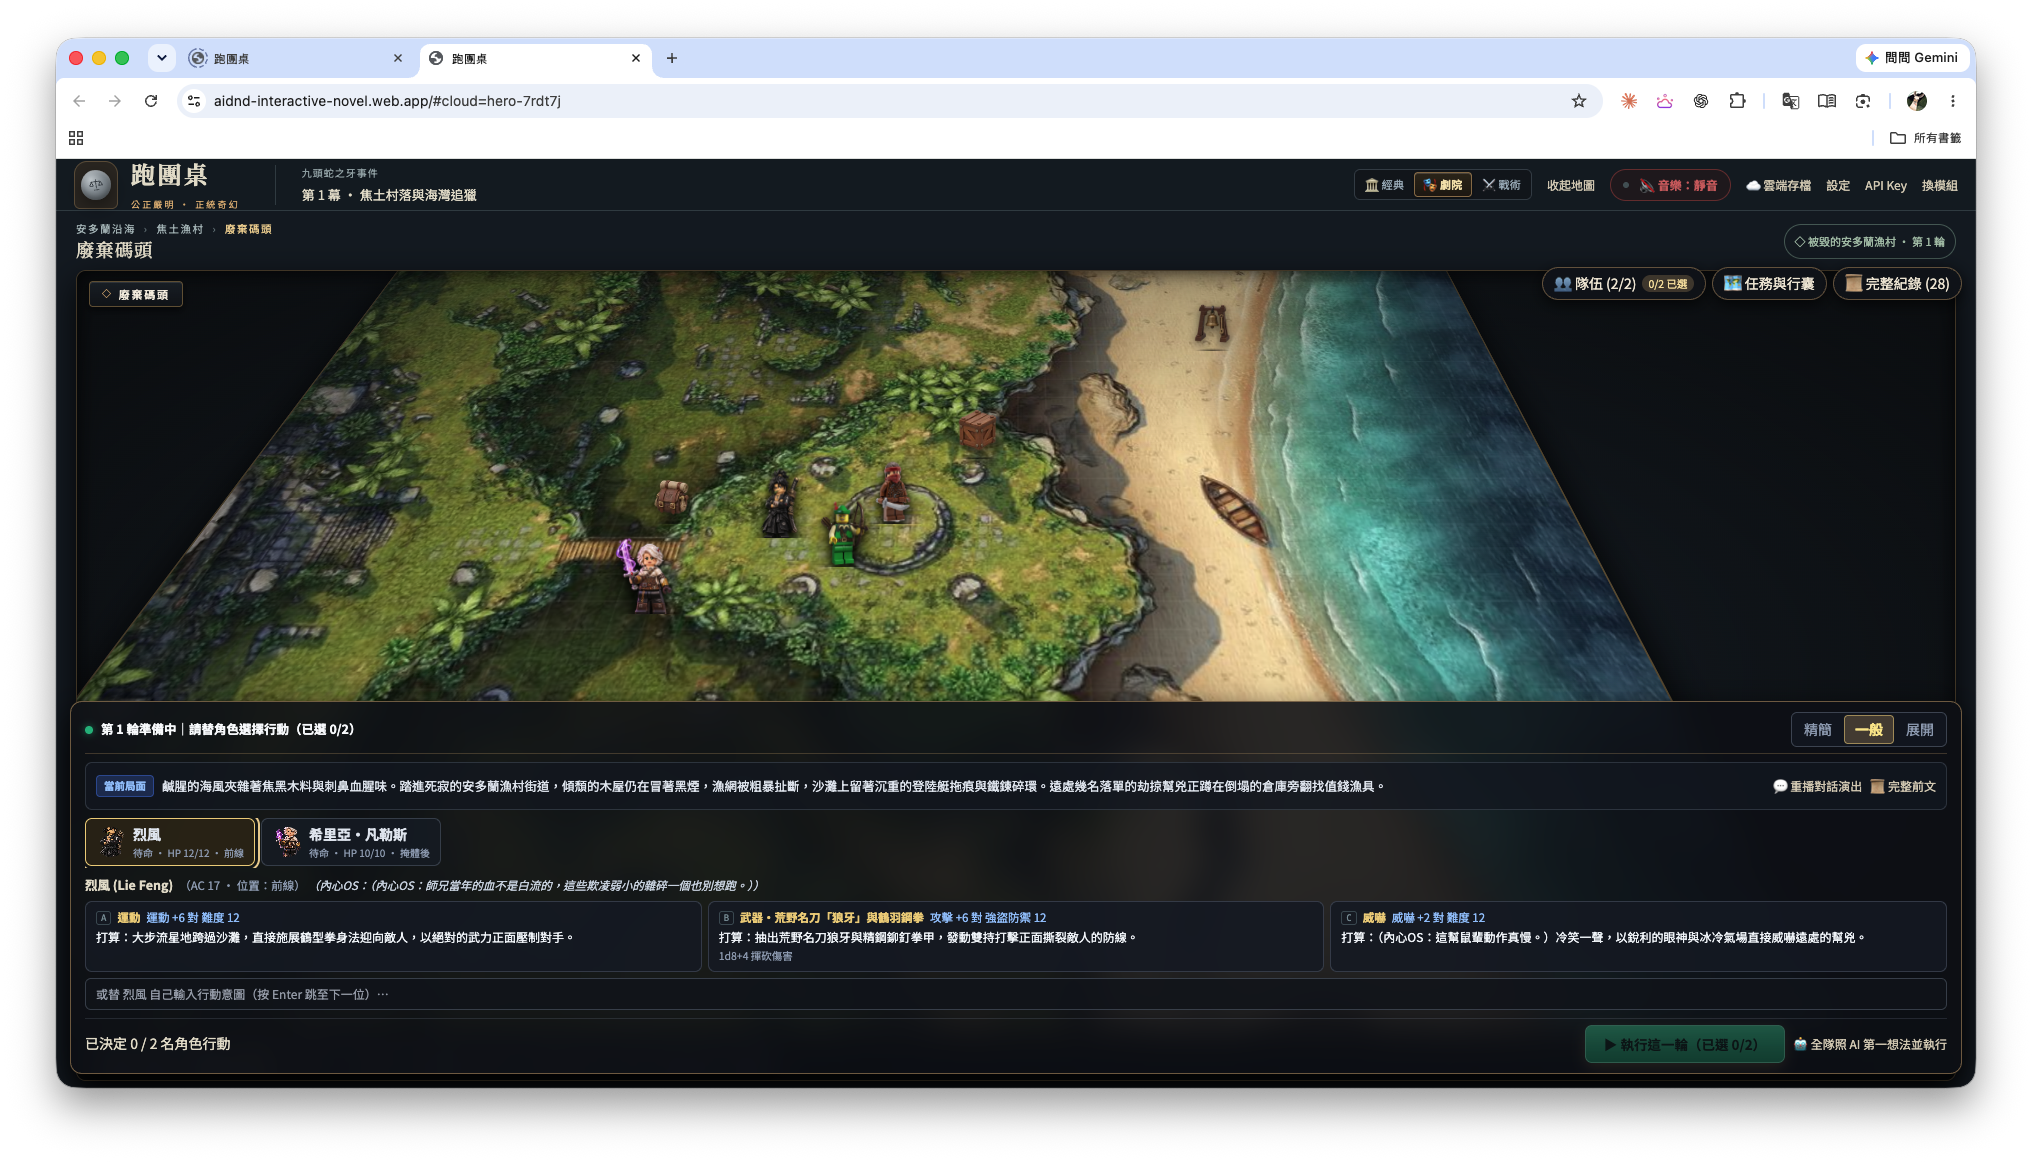 跑團桌
跑團桌
問問 Gemini
aidnd-interactive-novel.web.app/#cloud=hero-7rdt7j
所有書籤
跑團桌
公正嚴明 · 正統奇幻
九頭蛇之牙事件
第 1 幕 · 焦土村落與海灣追獵
經典 劇院 戰術 收起地圖 音樂：靜音 雲端存檔 設定 API Key 換模組
安多蘭沿海 › 焦土漁村 › 廢棄碼頭
廢棄碼頭
◇ 被毀的安多蘭漁村 · 第 1 輪
◇ 廢棄碼頭
隊伍 (2/2) 0/2 已選 任務與行囊 完整紀錄 (28)
第 1 輪準備中｜請替角色選擇行動（已選 0/2）
精簡 一般 展開
當前局面 鹹腥的海風夾雜著焦黑木料與刺鼻血腥味。踏進死寂的安多蘭漁村街道，傾頹的木屋仍在冒著黑煙，漁網被粗暴扯斷，沙灘上留著沉重的登陸艇拖痕與鐵鍊碎環。遠處幾名落單的劫掠幫兇正蹲在倒塌的倉庫旁翻找值錢漁具。
重播對話演出 完整前文
烈風
待命 · HP 12/12 · 前線
希里亞·凡勒斯
待命 · HP 10/10 · 掩體後
烈風 (Lie Feng) （AC 17 · 位置：前線） （內心OS：（內心OS：師兄當年的血不是白流的，這些欺凌弱小的雜碎一個也別想跑。））
A 運動 運動 +6 對 難度 12
打算：大步流星地跨過沙灘，直接施展鶴型拳身法迎向敵人，以絕對的武力正面壓制對手。
B 武器·荒野名刀「狼牙」與鶴羽鋼拳 攻擊 +6 對 強盜防禦 12
打算：抽出荒野名刀狼牙與精鋼鉚釘拳甲，發動雙持打擊正面撕裂敵人的防線。
1d8+4 揮砍傷害
C 威嚇 威嚇 +2 對 難度 12
打算：（內心OS：這幫鼠輩動作真慢。）冷笑一聲，以銳利的眼神與冰冷氣場直接威嚇遠處的幫兇。
或替 烈風 自己輸入行動意圖（按 Enter 跳至下一位）…
已決定 0 / 2 名角色行動
▶ 執行這一輪（已選 0/2）
全隊照 AI 第一想法並執行